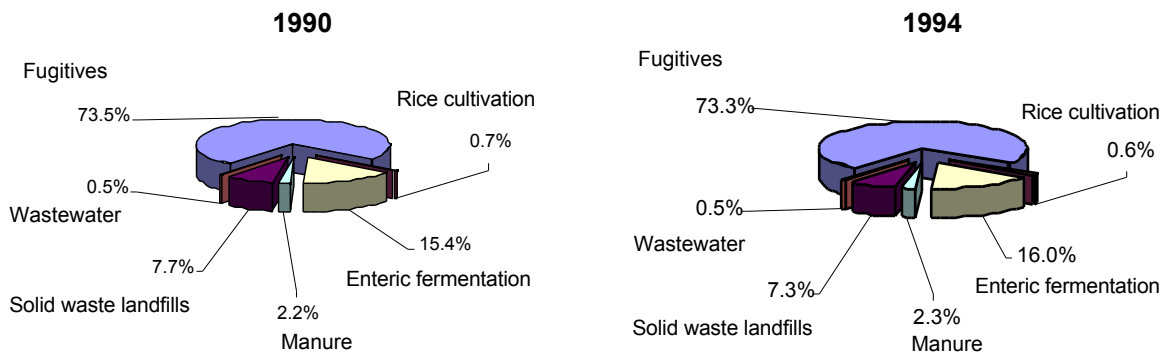 1990
Fugitives
73.5%
Rice cultivation
0.7%
0.5%
Wastewater
15.4%
7.7%
Enteric fermentation
Solid waste landfills
2.2%
Manure
1994
Fugitives
73.3%
Rice cultivation
0.6%
0.5%
Wastewater
16.0%
7.3%
Enteric fermentation
Solid waste landfills
2.3%
Manure